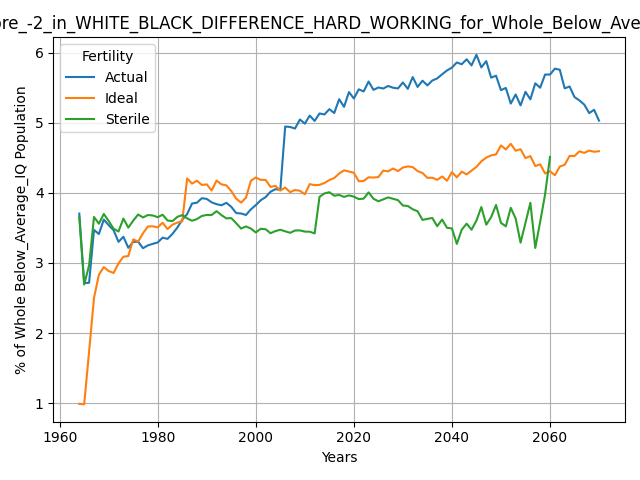 ore_-2_in_WHITE_BLACK_DIFFERENCE_HARD_WORKING_for_Whole_Below_Ave
% of Whole Below_Average_IQ Population
6
5
4
3
2
1
Fertility
Actual
Ideal
Sterile
1960 1980 2000 2020 2040 2060
Years